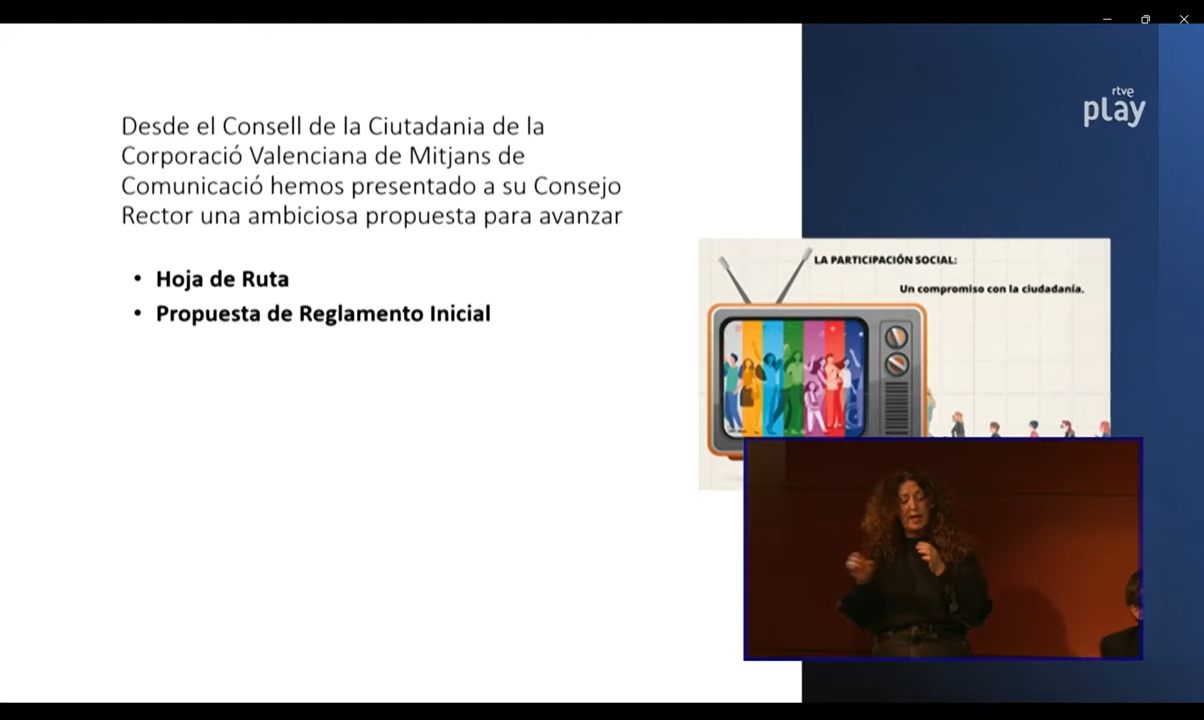 rtve
play
Desde el Consell de la Ciutadania de la
Corporació Valenciana de Mitjans de
Comunicació hemos presentado a su Consejo
Rector una ambiciosa propuesta para avanzar
• Hoja de Ruta
• Propuesta de Reglamento Inicial
LA PARTICIPACIÓN SOCIAL:
Un compromiso con la ciudadanía.